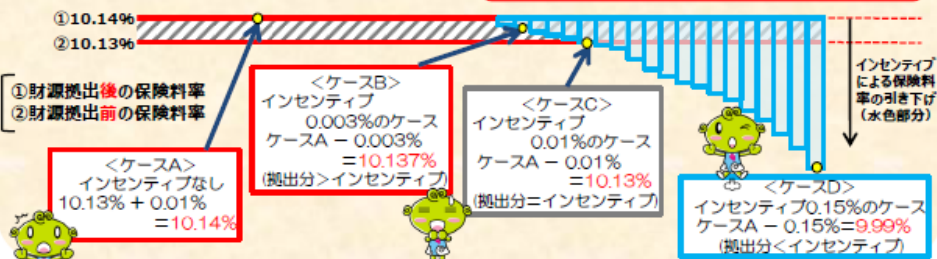 ①10.14%
②10.13%
①財源拠出後の保険料率
②財源拠出前の保険料率
<ケースA>
インセンティブなし
10.13%+0.01%
=10.14%
<ケースB>
インセンティブ
0.003%のケース
ケースA-0.003%
=10.137%
(拠出分>インセンティブ)
<ケースC>
インセンティブ
0.01%のケース
ケースA-0.01%
=10.13%
(拠出分=インセンティブ)
インセンティブ
による保険料
率の引き下げ
(水色部分)
<ケースD>
インセンティブ0.15%のケース
ケースA-0.15%=9.99%
(拠出分<インセンティブ)